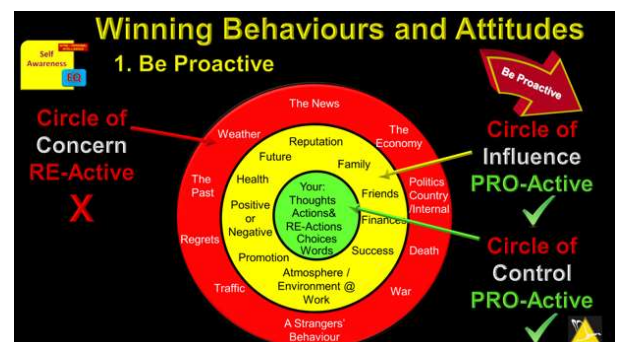 Winning Behaviours and Attitudes
Self
Awareness
EQ
1. Be Proactive
Be Proactive
Circle of
Concern
RE-Active
X
Circle of
Influence
PRO-Active
Circle of
Control
PRO-Active
The News
Weather
The
Economy
The
Past
Politics
Country
/Internal
Regrets
Death
Traffic
War
A Strangers'
Behaviour
Reputation
Future
Family
Health
Friends
Positive
or
Negative
Finances
Promotion
Success
Atmosphere /
Environment @
Work
Your:
Thoughts
Actions&
RE-Actions
Choices
Words